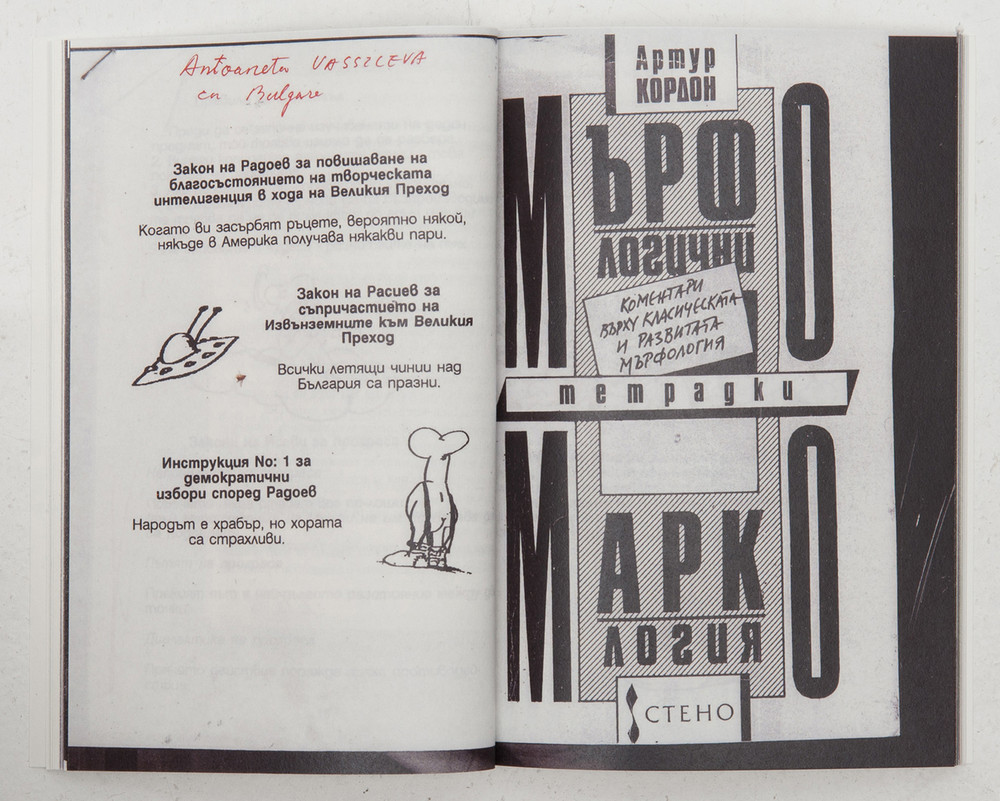 Antoaneta VASSILEVA
en Bulgare
Закон на Радоев за повишаване на
благосъстоянието на творческата
интелигенция в хода на Великия Преход
Когато ви засърбят ръцете, вероятно някой,
някъде в Америка получава някакви пари.
Закон на Расиев за
съпричастието на
Извънземните към Великия
Преход
Всички летящи чинии над
България са празни.
Инструкция No: 1 за
демократични
избори според Радоев
Народът е храбър, но хората
са страхливи.
Артур
КОРДОН
МЪРФО
логични
КОМЕНТАРИ
ВЪРХУ КЛАСИЧЕСКАТА
И РАЗВИТАТА
МЪРФОЛОГИЯ
тетрадки
МАРКО
логия
СТЕНО